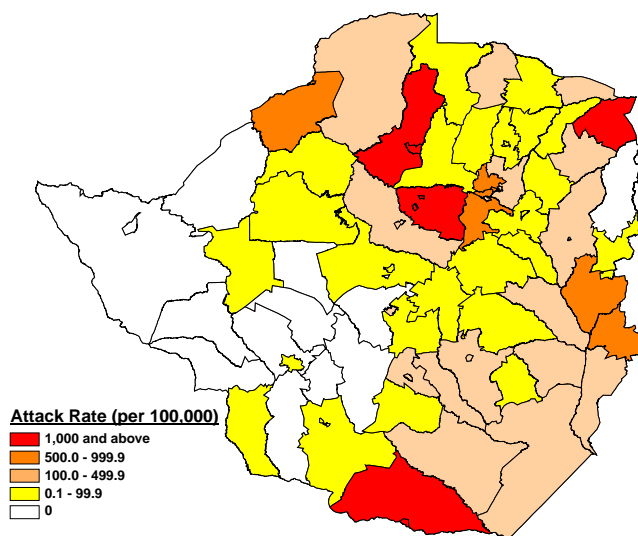 Attack Rate (per 100,000)
1,000 and above
500.0 - 999.9
100.0 - 499.9
0.1 - 99.9
0